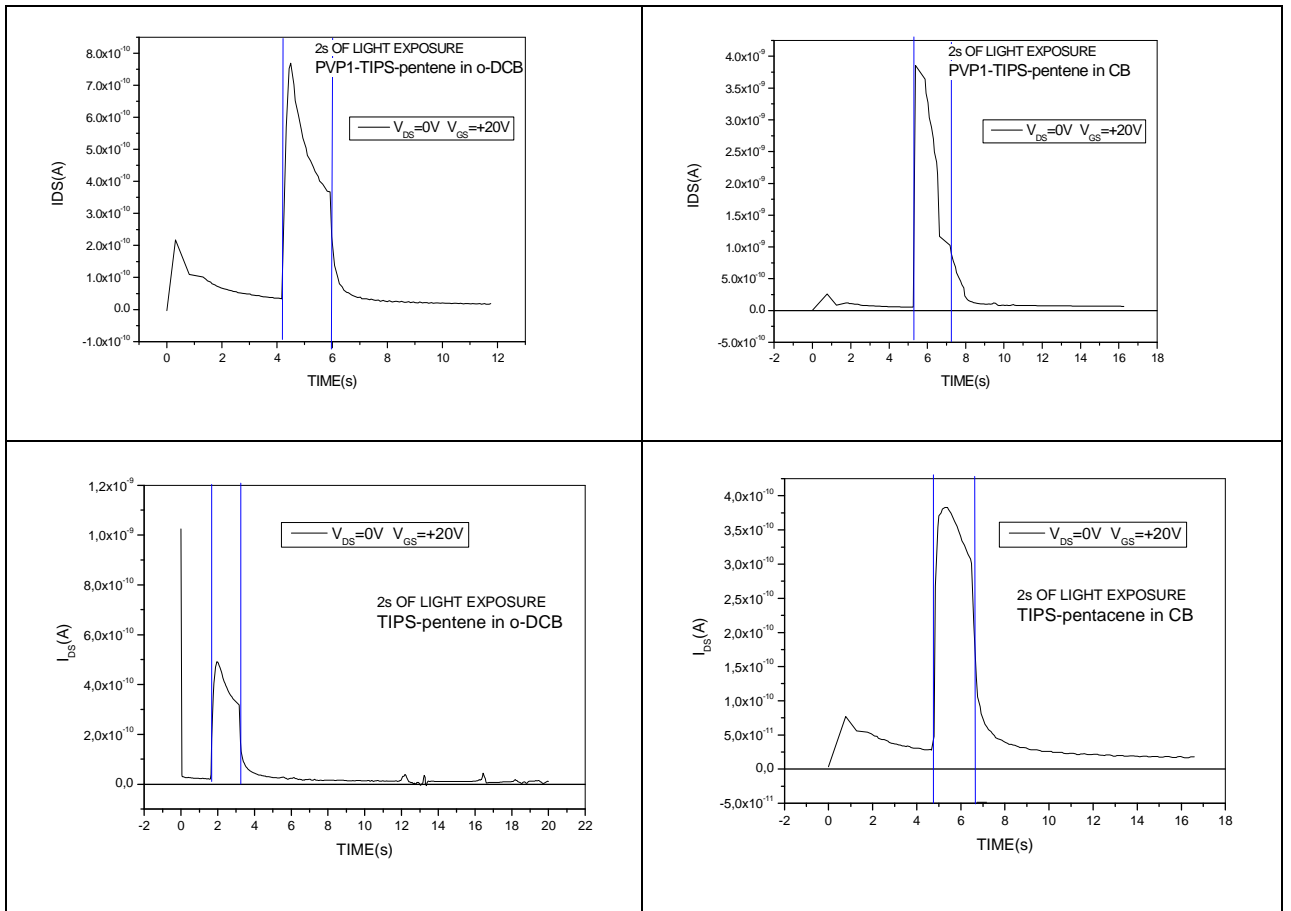 2s OF LIGHT EXPOSURE
PVP1-TIPS-pentene in o-DCB
V_DS=0V V_GS=+20V
8.0x10⁻¹⁰
7.0x10⁻¹⁰
6.0x10⁻¹⁰
5.0x10⁻¹⁰
4.0x10⁻¹⁰
3.0x10⁻¹⁰
2.0x10⁻¹⁰
1.0x10⁻¹⁰
0.0
-1.0x10⁻¹⁰
IDS(A)
0 2 4 6 8 10 12
TIME(s)
2s OF LIGHT EXPOSURE
PVP1-TIPS-pentene in CB
V_DS=0V V_GS=+20V
4.0x10⁻⁹
3.5x10⁻⁹
3.0x10⁻⁹
2.5x10⁻⁹
2.0x10⁻⁹
1.5x10⁻⁹
1.0x10⁻⁹
5.0x10⁻¹⁰
0.0
-5.0x10⁻¹⁰
IDS(A)
-2 0 2 4 6 8 10 12 14 16 18
TIME(s)
V_DS=0V V_GS=+20V
2s OF LIGHT EXPOSURE
TIPS-pentene in o-DCB
1,2x10⁻⁹
1,0x10⁻⁹
8,0x10⁻¹⁰
6,0x10⁻¹⁰
4,0x10⁻¹⁰
2,0x10⁻¹⁰
0,0
I_DS(A)
-2 0 2 4 6 8 10 12 14 16 18 20 22
TIME(s)
V_DS=0V V_GS=+20V
2s OF LIGHT EXPOSURE
TIPS-pentacene in CB
4,0x10⁻¹⁰
3,5x10⁻¹⁰
3,0x10⁻¹⁰
2,5x10⁻¹⁰
2,0x10⁻¹⁰
1,5x10⁻¹⁰
1,0x10⁻¹⁰
5,0x10⁻¹¹
0,0
-5,0x10⁻¹¹
I_DS(A)
-2 0 2 4 6 8 10 12 14 16 18
TIME(s)